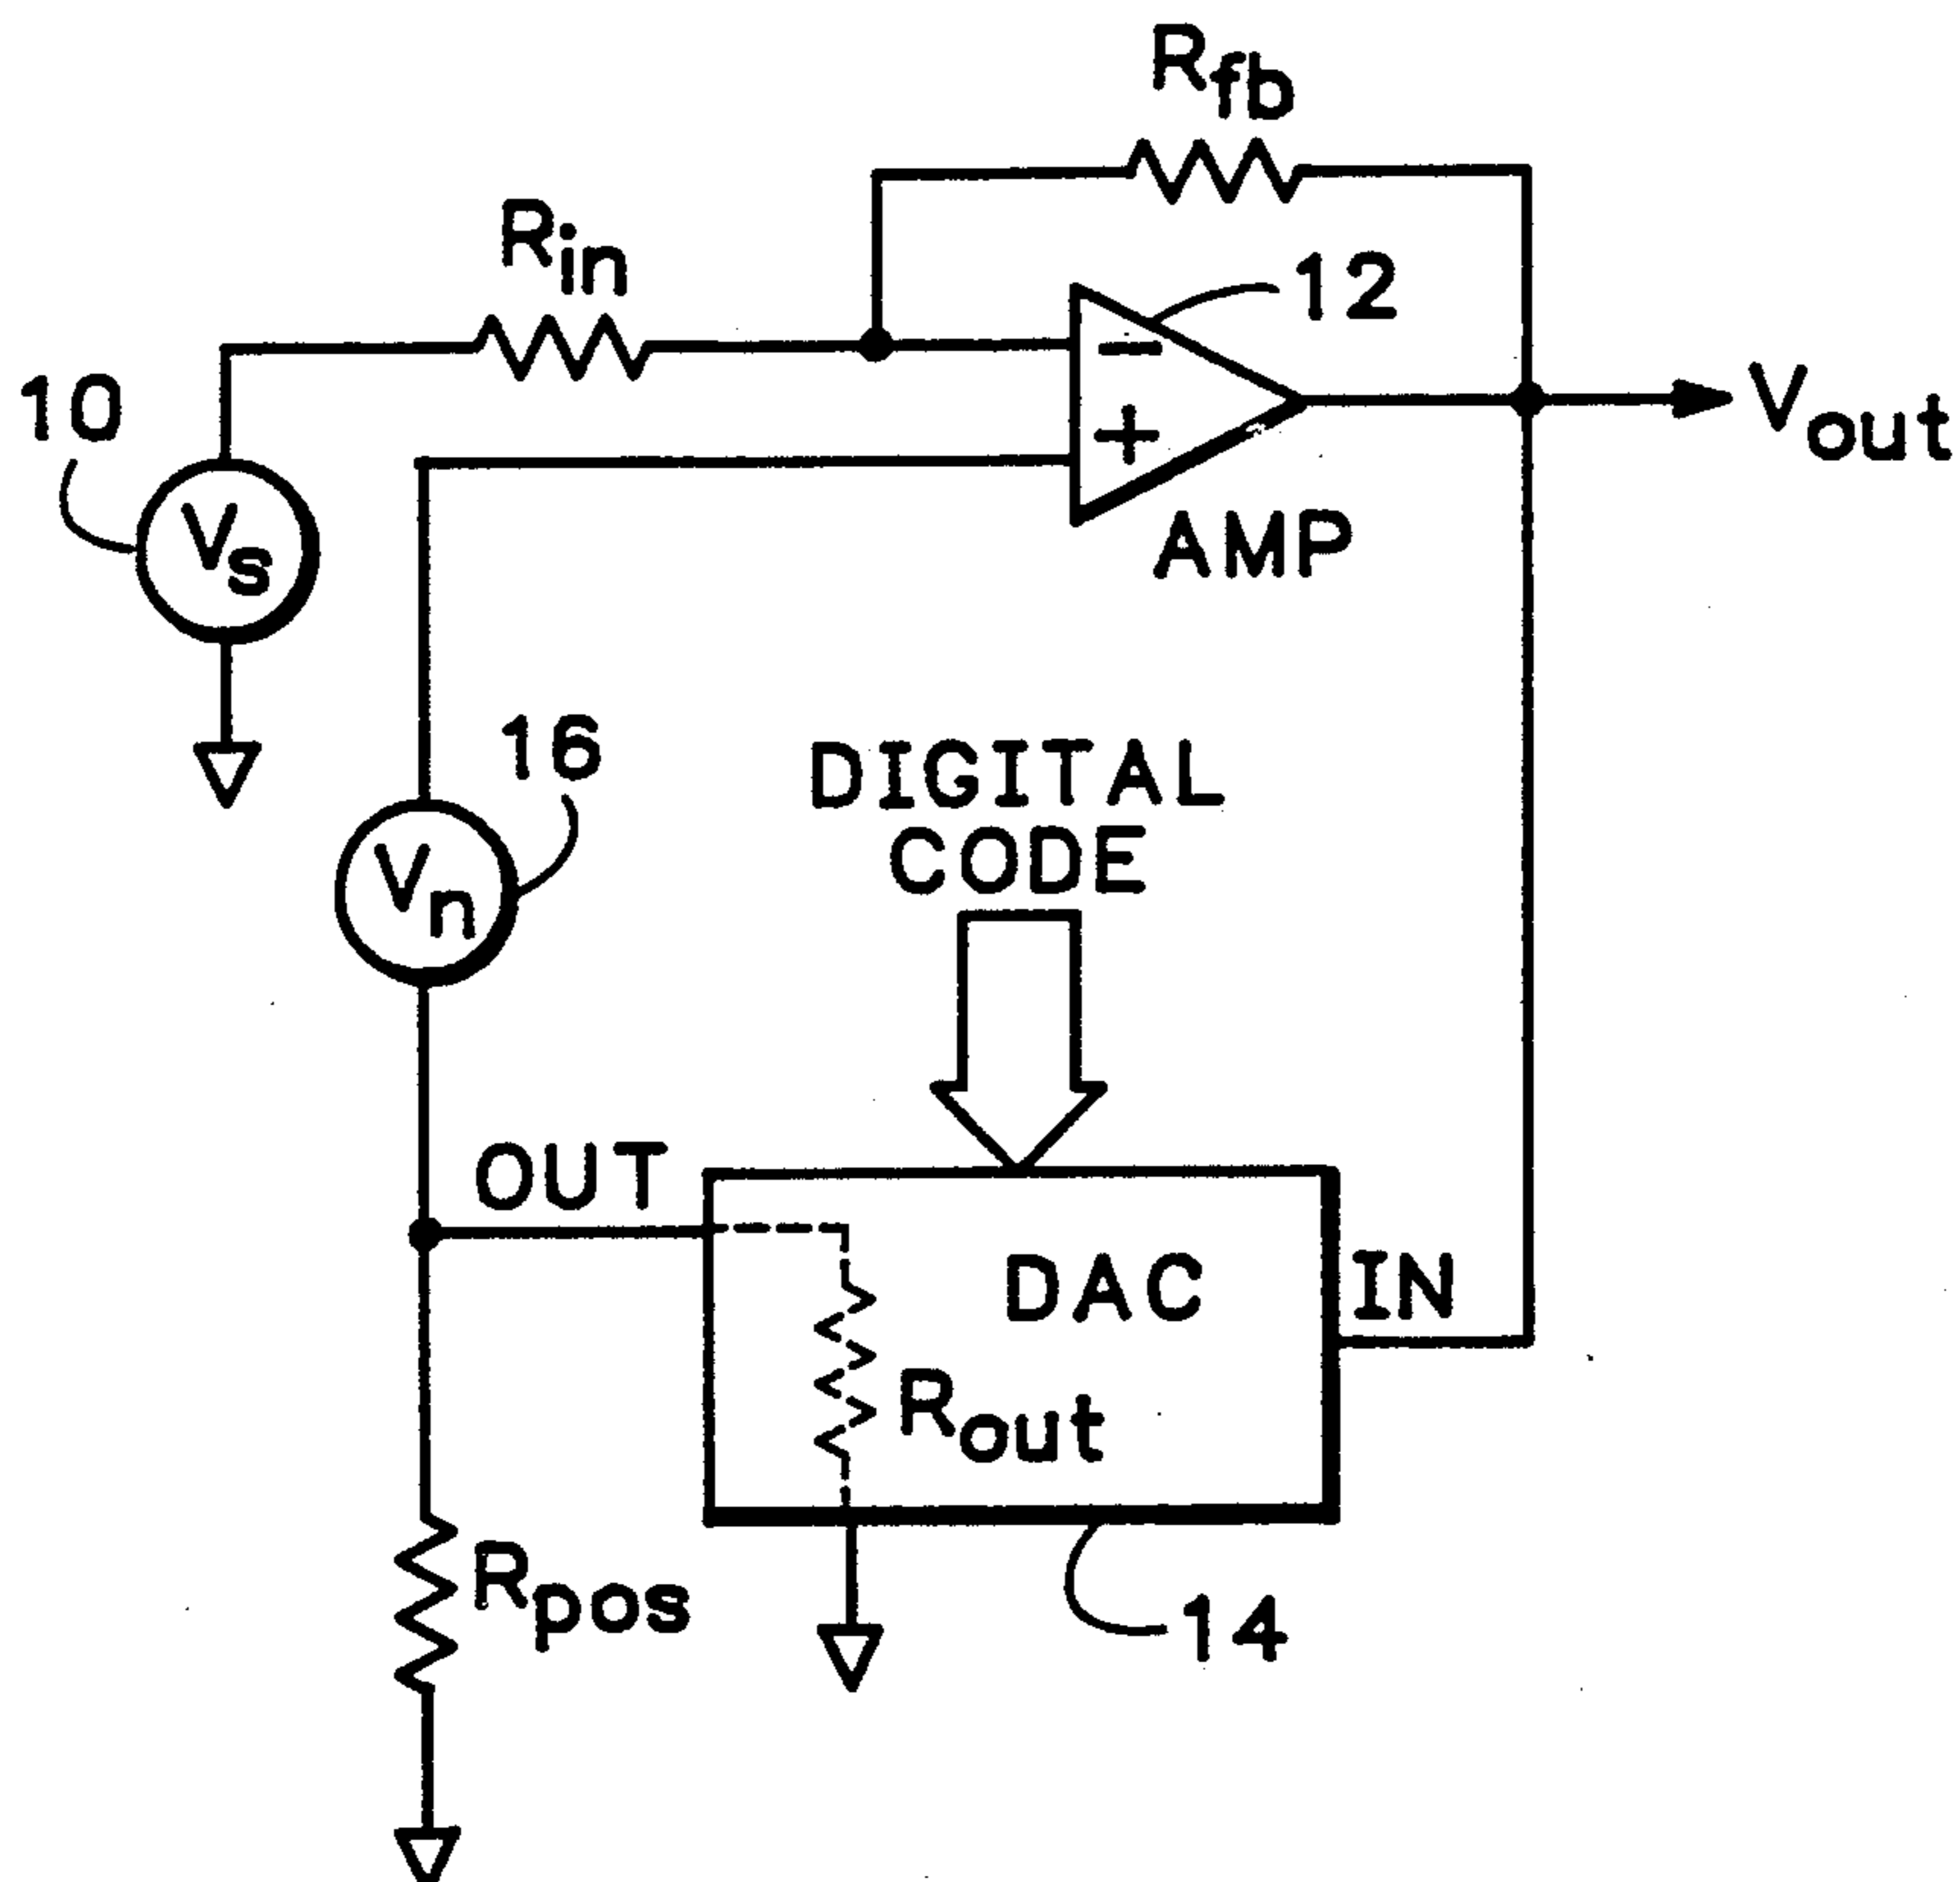 Rfb
Rin
12
10
Vout
Vs
-
+
AMP
16
DIGITAL
CODE
Vn
OUT
DAC
IN
Rout
Rpos
14